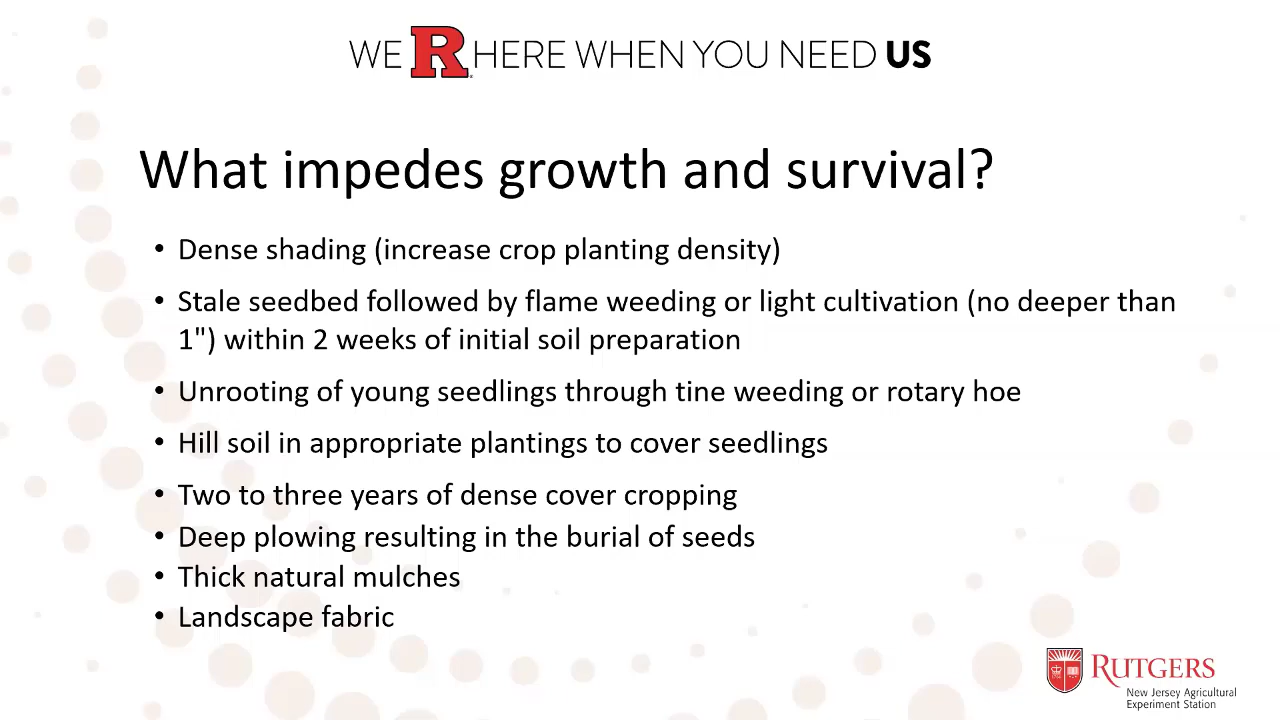 WE R HERE WHEN YOU NEED US
What impedes growth and survival?
• Dense shading (increase crop planting density)
• Stale seedbed followed by flame weeding or light cultivation (no deeper than
1") within 2 weeks of initial soil preparation
• Unrooting of young seedlings through tine weeding or rotary hoe
• Hill soil in appropriate plantings to cover seedlings
• Two to three years of dense cover cropping
• Deep plowing resulting in the burial of seeds
• Thick natural mulches
• Landscape fabric
RUTGERS
New Jersey Agricultural
Experiment Station